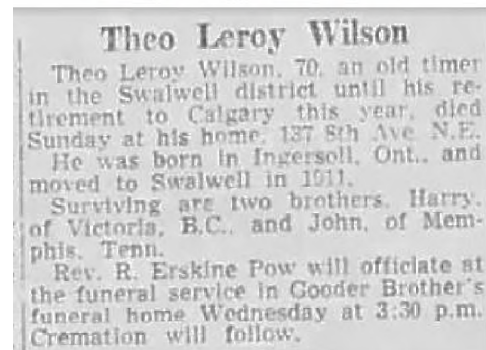 Theo Leroy Wilson
Theo Leroy Wilson, 70, an old timer
in the Swalwell district until his re-
tirement to Calgary this year, died
Sunday at his home, 137 8th Ave N.E.
He was born in Ingersoll, Ont., and
moved to Swalwell in 1911.
Surviving are two brothers, Harry,
of Victoria, B.C., and John, of Mem-
phis, Tenn.
Rev. R. Erskine Pow will officiate at
the funeral service in Gooder Brother's
funeral home Wednesday at 3:30 p.m.
Cremation will follow.